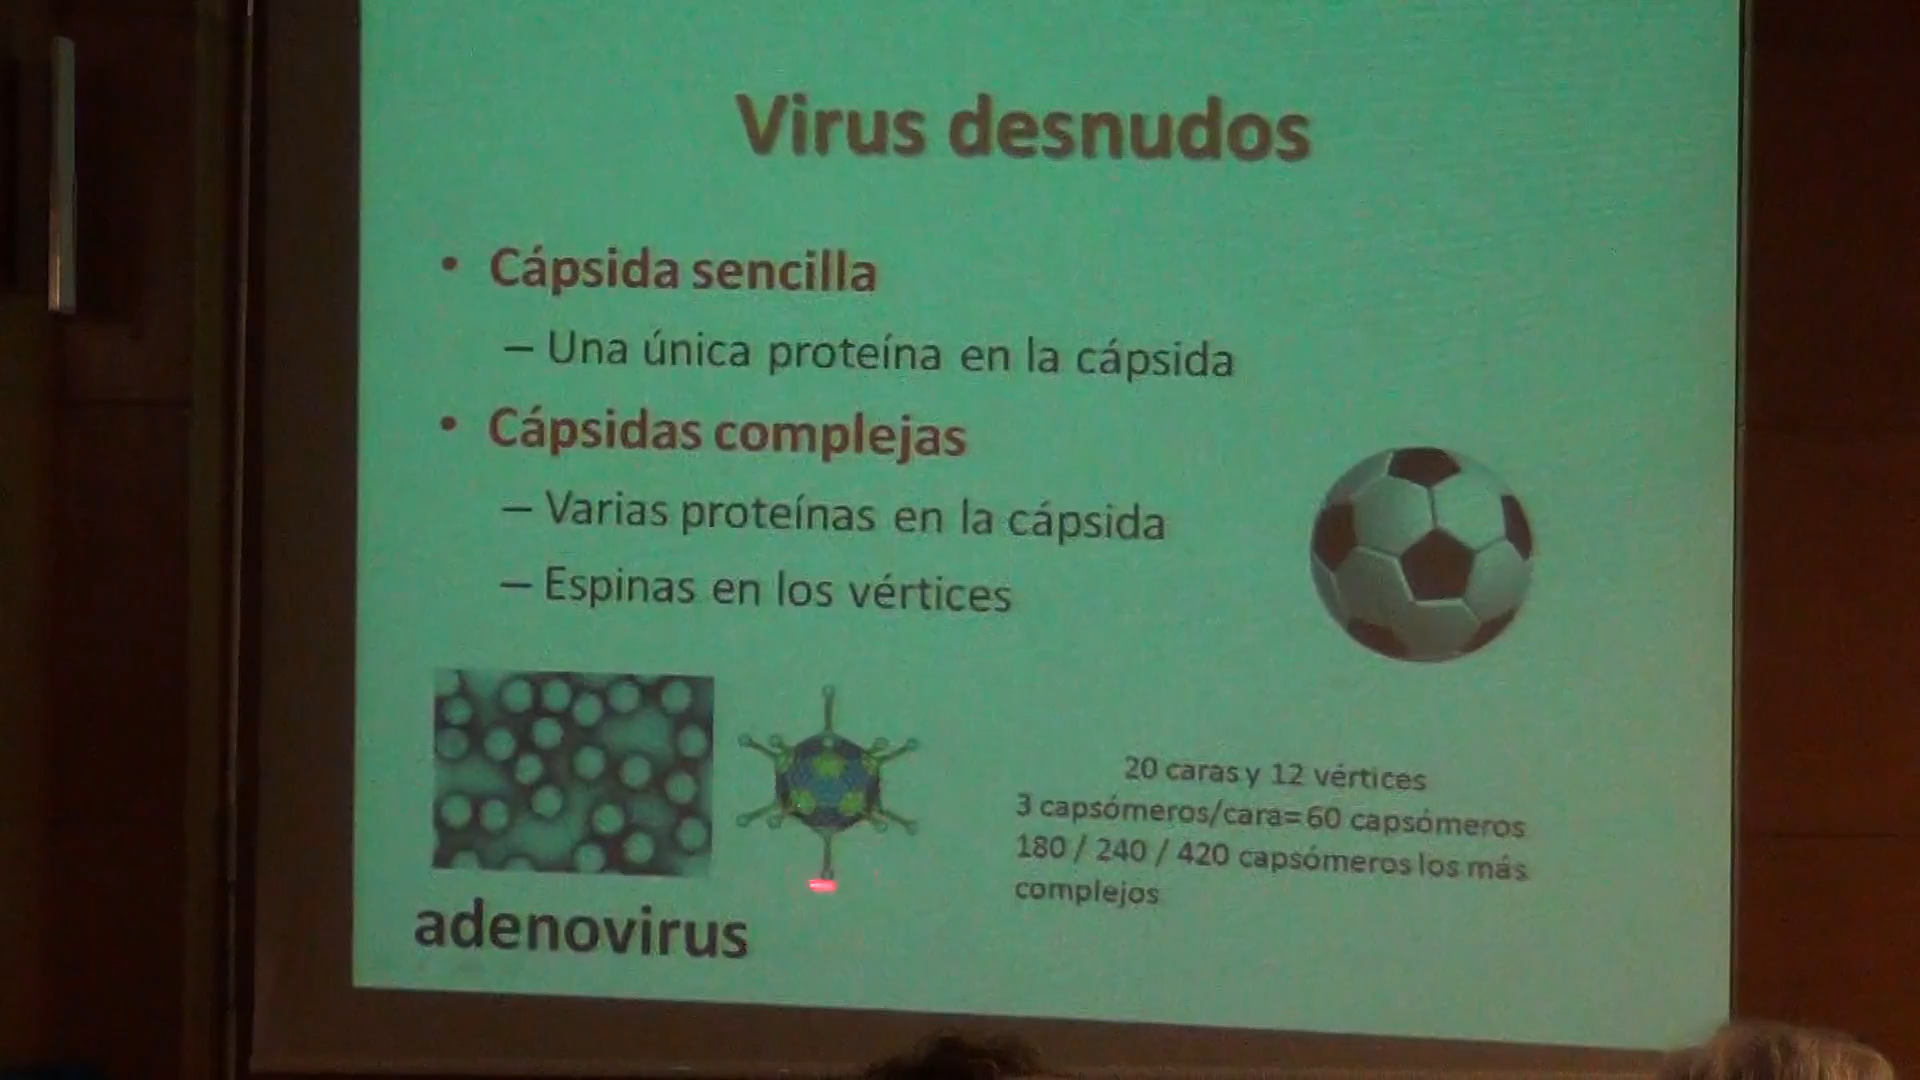 Virus desnudos
• Cápsida sencilla
– Una única proteína en la cápsida
• Cápsidas complejas
– Varias proteínas en la cápsida
– Espinas en los vértices
20 caras y 12 vértices
3 capsómeros/cara=60 capsómeros
180 / 240 / 420 capsómeros los más
complejos
adenovirus